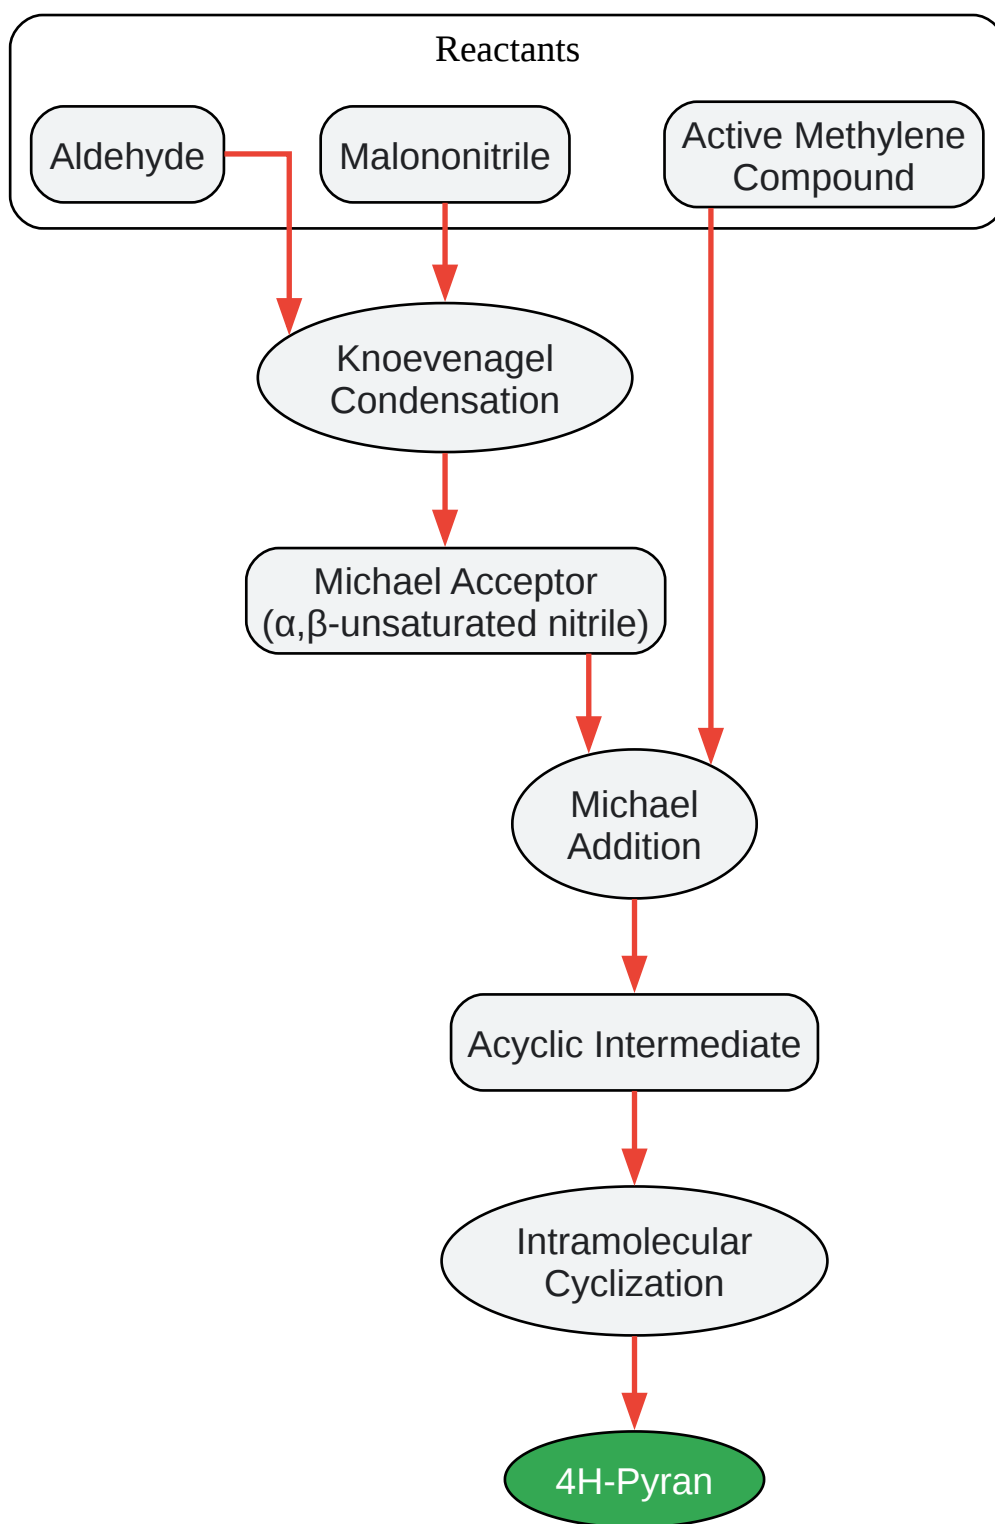 Reactants
Aldehyde
Malononitrile
Active Methylene
Compound
Knoevenagel
Condensation
Michael Acceptor
(α,β-unsaturated nitrile)
Michael
Addition
Acyclic Intermediate
Intramolecular
Cyclization
4H-Pyran